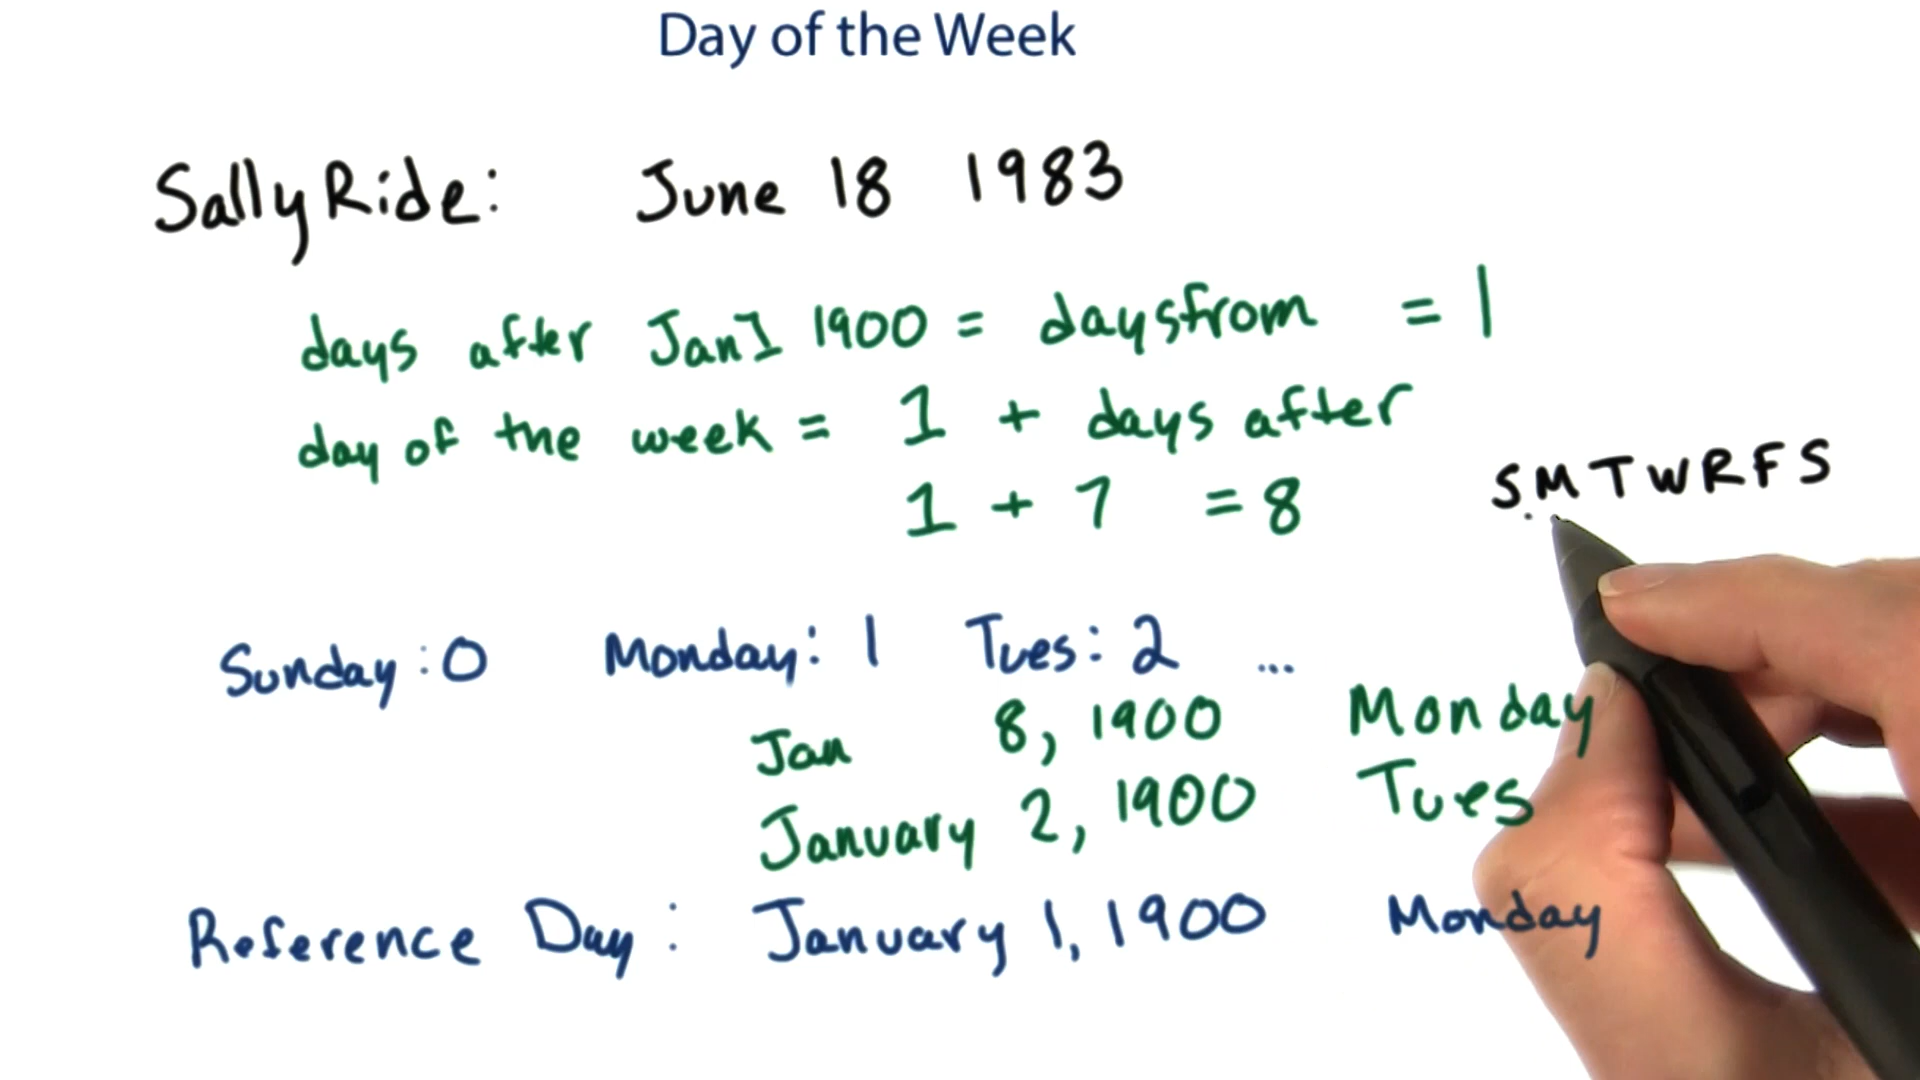 Day of the Week
Sally Ride: June 18 1983
days after Jan 1 1900 = daysfrom = 1
day of the week = 1 + days after
1 + 7 = 8
S M T W R F S
Sunday: 0 Monday: 1 Tues: 2 ...
Jan 8, 1900 Monday
January 2, 1900 Tues
Reference Day: January 1, 1900 Monday